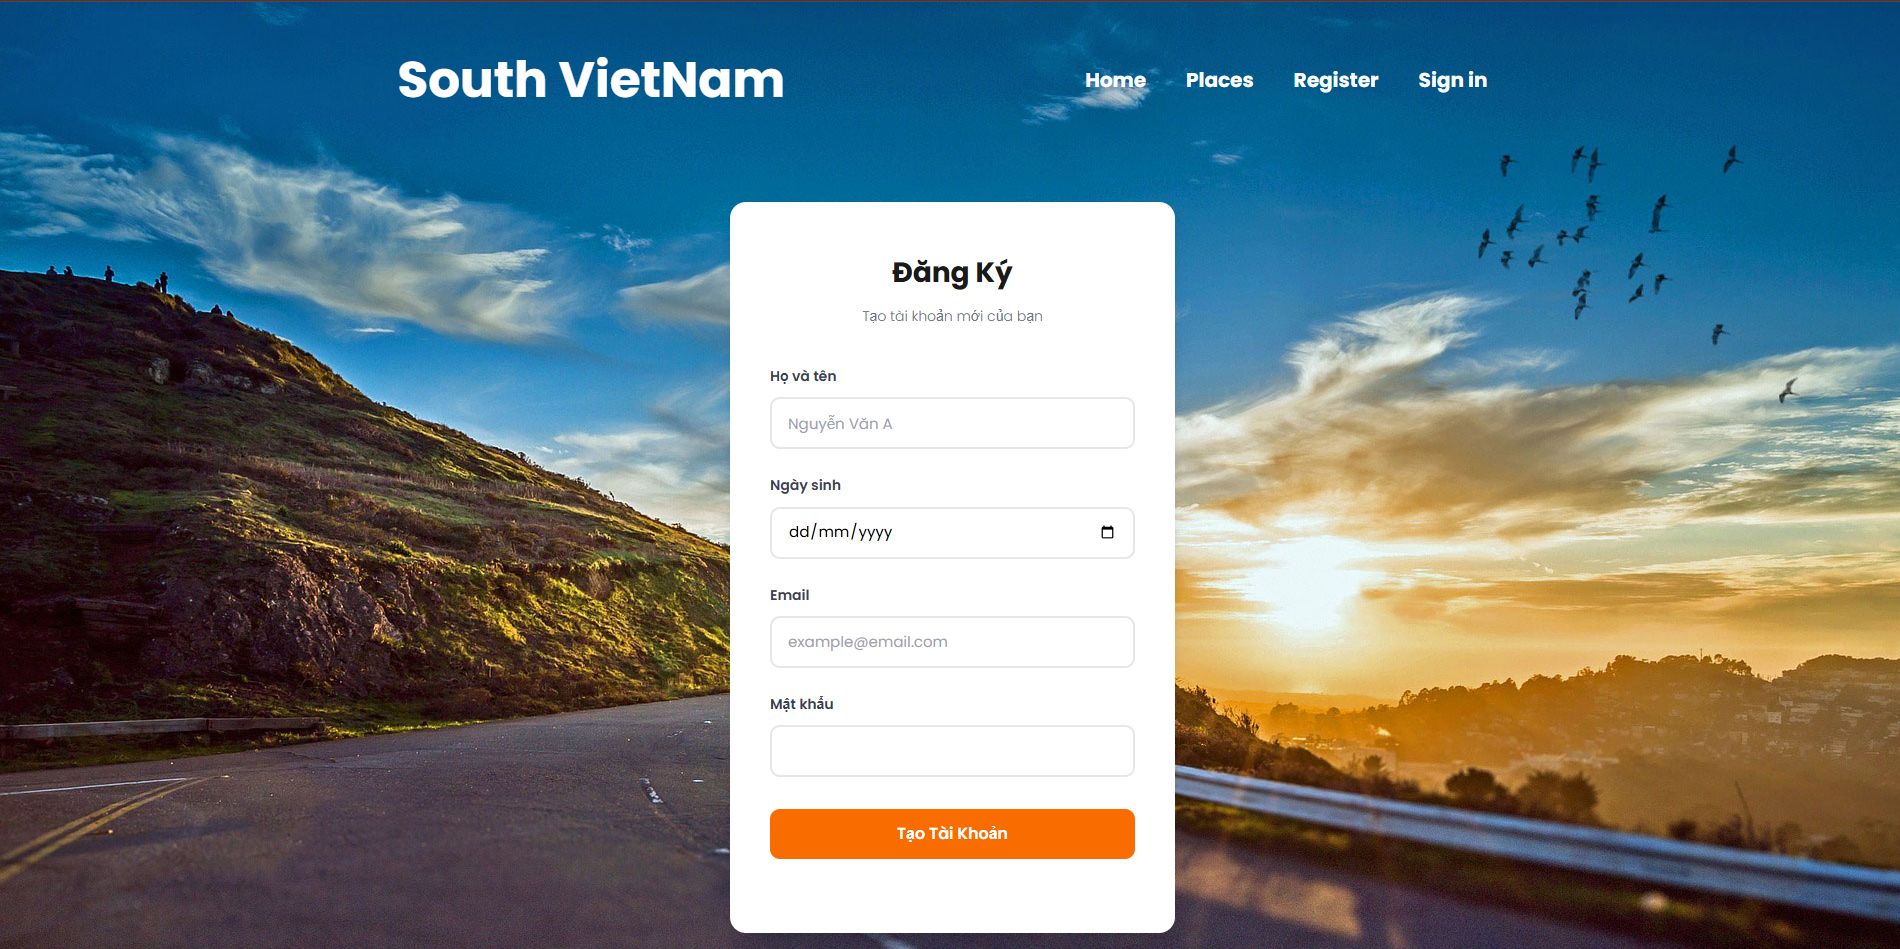 South VietNam
Home Places Register Sign in
Đăng Ký
Tạo tài khoản mới của bạn
Họ và tên
Nguyễn Văn A
Ngày sinh
dd/mm/yyyy
Email
example@email.com
Mật khẩu
Tạo Tài Khoản